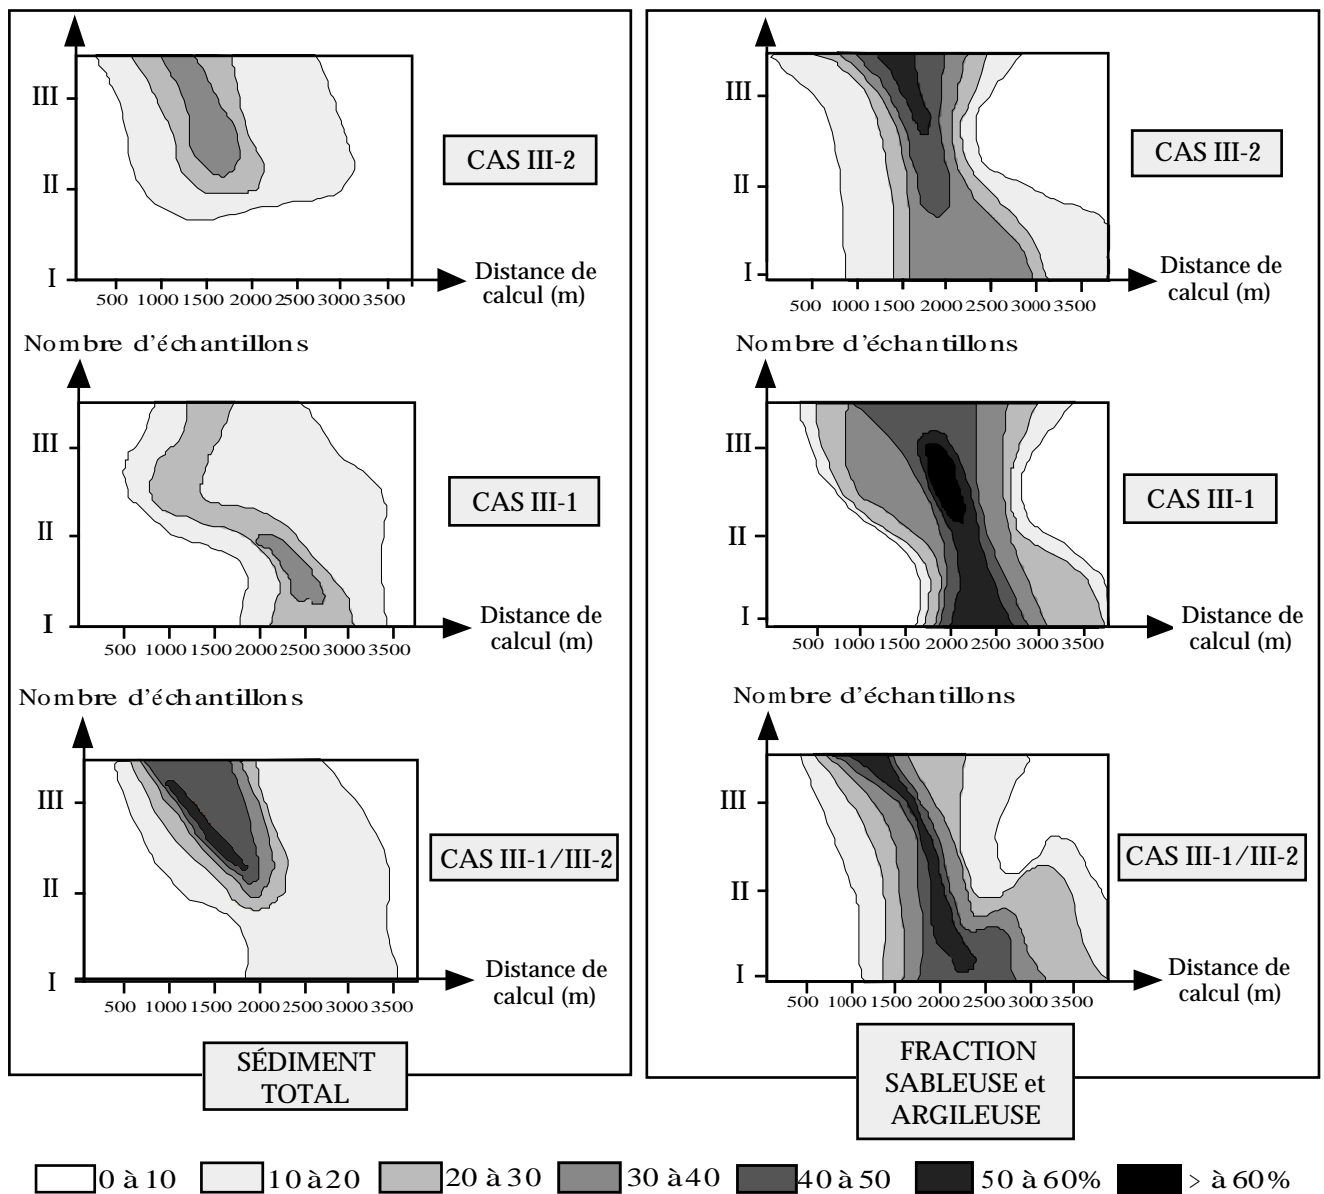 III
II
I
CAS III-2
Distance de
calcul (m)
500 1000 1500 2000 2500 3000 3500
Nombre d'échantillons
III
II
I
CAS III-1
Distance de
calcul (m)
500 1000 1500 2000 2500 3000 3500
Nombre d'échantillons
III
II
I
CAS III-1/III-2
Distance de
calcul (m)
500 1000 1500 2000 2500 3000 3500
SÉDIMENT
TOTAL
III
II
I
CAS III-2
Distance de
calcul (m)
500 1000 1500 2000 2500 3000 3500
Nombre d'échantillons
III
II
I
CAS III-1
Distance de
calcul (m)
500 1000 1500 2000 2500 3000 3500
Nombre d'échantillons
III
II
I
CAS III-1/III-2
Distance de
calcul (m)
500 1000 1500 2000 2500 3000 3500
FRACTION
SABLEUSE et
ARGILEUSE
0 à 10 10 à 20 20 à 30 30 à 40 40 à 50 50 à 60% > à 60%